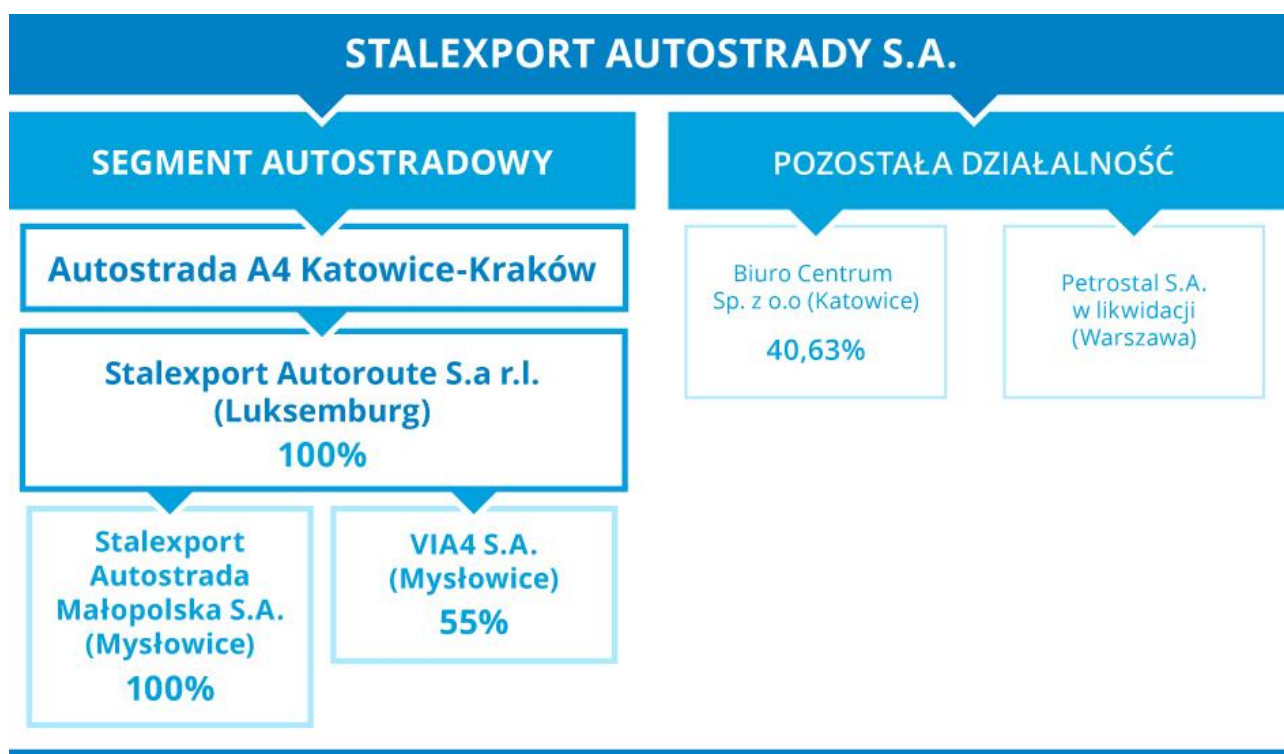 STALEXPORT AUTOSTRADY S.A.
SEGMENT AUTOSTRADOWY
Autostrada A4 Katowice-Kraków
Stalexport Autoroute S.a r.l.
(Luksemburg)
100%
Stalexport
Autostrada
Małopolska S.A.
(Mysłowice)
100%
VIA4 S.A.
(Mysłowice)
55%
POZOSTAŁA DZIAŁALNOŚĆ
Biuro Centrum
Sp. z o.o (Katowice)
40,63%
Petrostal S.A.
w likwidacji
(Warszawa)